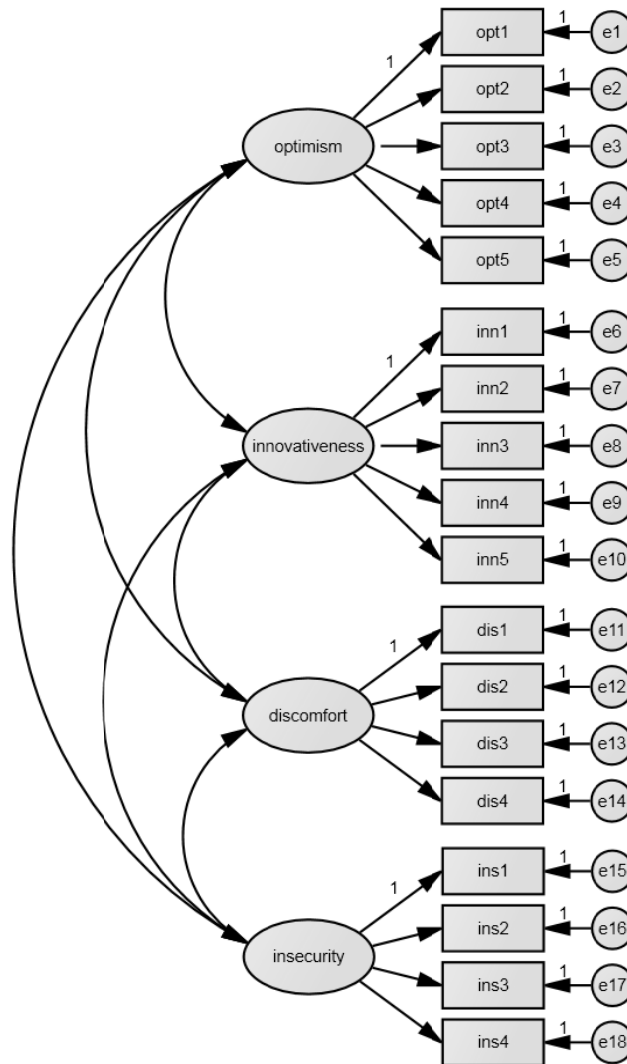 opt1 1 e1
1
opt2 1 e2
optimism opt3 1 e3
opt4 1 e4
opt5 1 e5
inn1 1 e6
1
inn2 1 e7
innovativeness inn3 1 e8
inn4 1 e9
inn5 1 e10
dis1 1 e11
1
dis2 1 e12
discomfort
dis3 1 e13
dis4 1 e14
ins1 1 e15
1
ins2 1 e16
insecurity
ins3 1 e17
ins4 1 e18